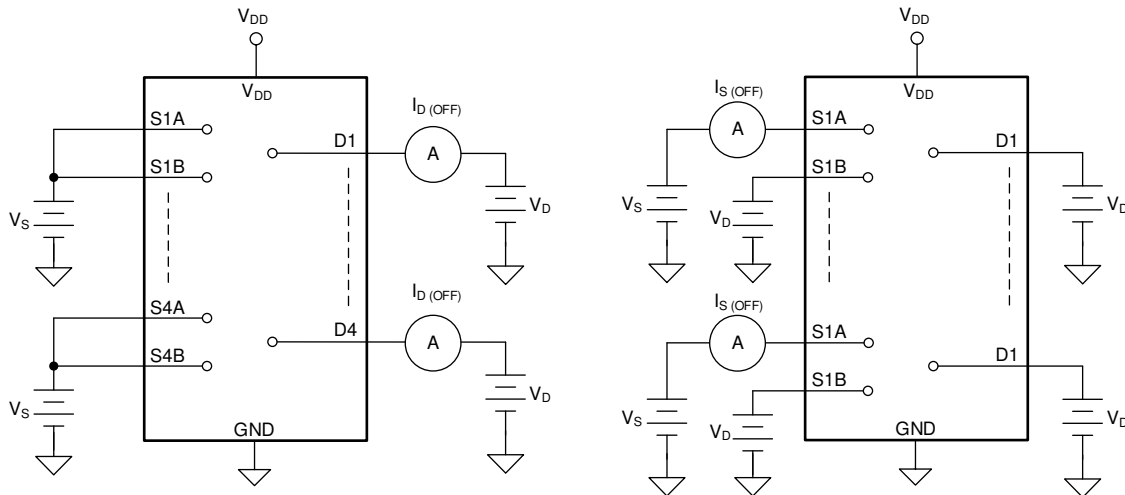 VDD
VDD
S1A
S1B
D1
ID (OFF)
A
VS
VD
S4A
S4B
D4
ID (OFF)
A
VS
VD
GND
VDD
VDD
IS (OFF)
A
S1A
S1B
D1
VS
VD
VD
IS (OFF)
A
S1A
S1B
D1
VS
VD
VD
GND